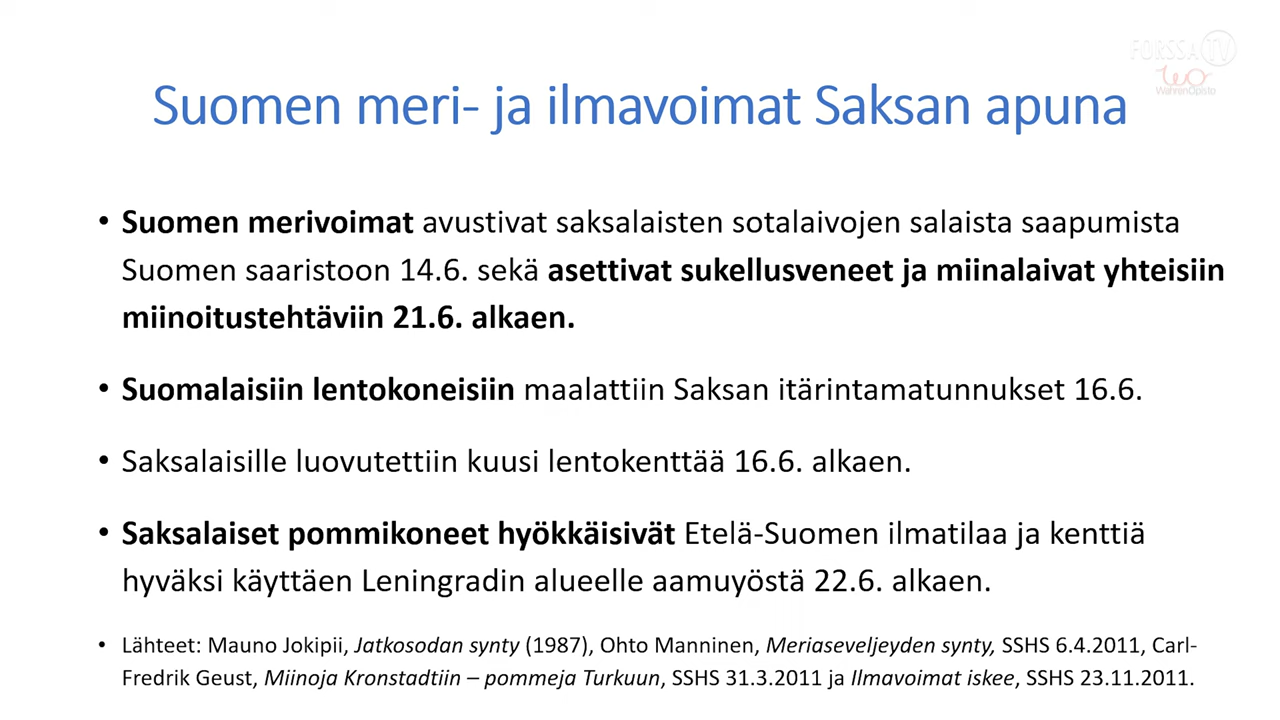 FORSSA TV
WahrenOpisto
Suomen meri- ja ilmavoimat Saksan apuna
• Suomen merivoimat avustivat saksalaisten sotalaivojen salaista saapumista
Suomen saaristoon 14.6. sekä asettivat sukellusveneet ja miinalaivat yhteisiin
miinoitustehtäviin 21.6. alkaen.
• Suomalaisiin lentokoneisiin maalattiin Saksan itärintamatunnukset 16.6.
• Saksalaisille luovutettiin kuusi lentokenttää 16.6. alkaen.
• Saksalaiset pommikoneet hyökkäisivät Etelä-Suomen ilmatilaa ja kenttiä
hyväksi käyttäen Leningradin alueelle aamuyöstä 22.6. alkaen.
• Lähteet: Mauno Jokipii, Jatkosodan synty (1987), Ohto Manninen, Meriaseveljeyden synty, SSHS 6.4.2011, Carl-
Fredrik Geust, Miinoja Kronstadtiin – pommeja Turkuun, SSHS 31.3.2011 ja Ilmavoimat iskee, SSHS 23.11.2011.